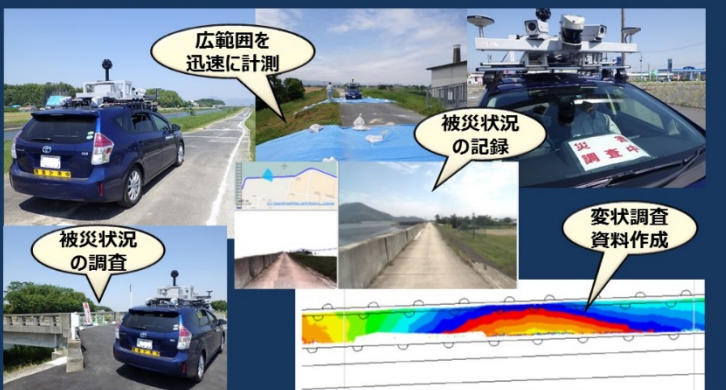 広範囲を
迅速に計測
被災状況
の記録
災害
調査中
被災状況
の調査
変状調査
資料作成